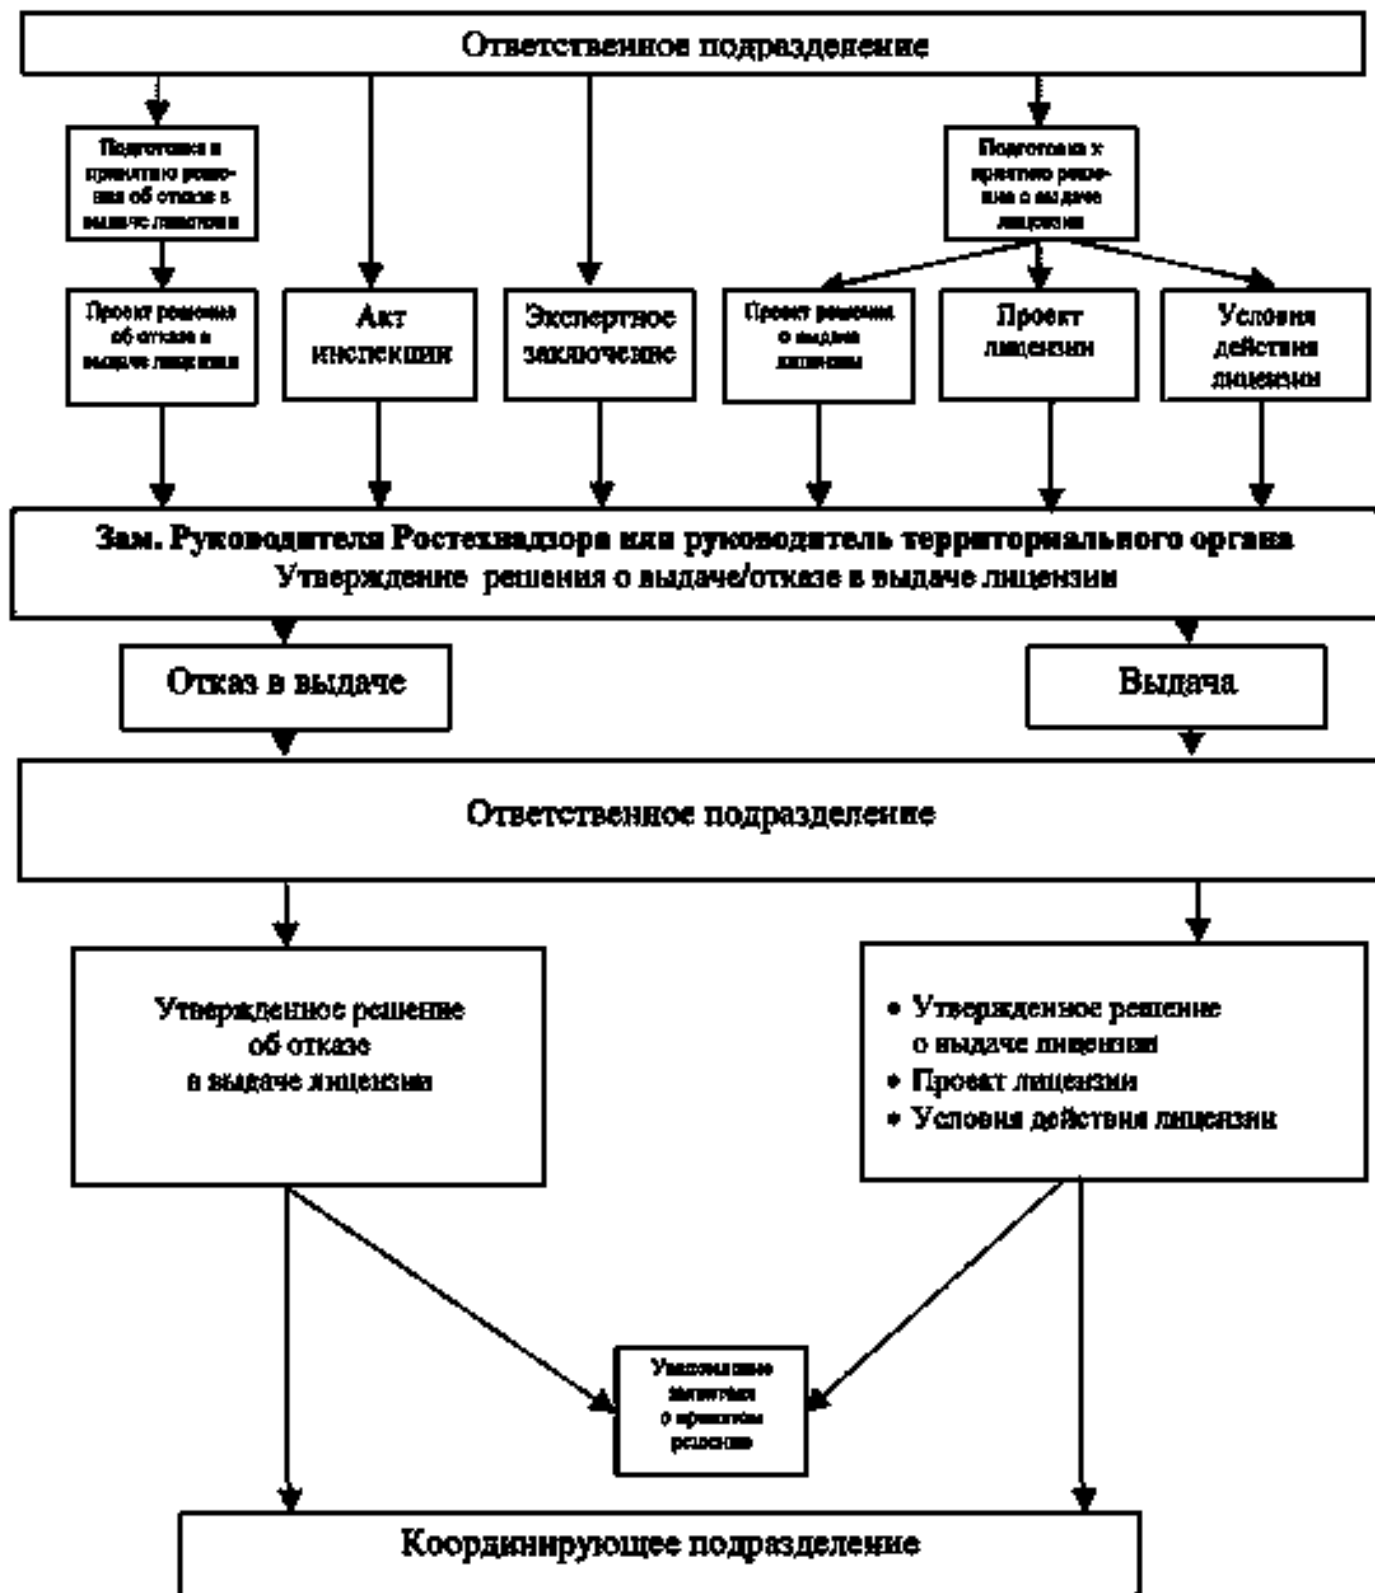 Ответственное подразделение
Подготовка к
принятию реше-
ния об отказе в
выдаче лицензии
Подготовка к
принятию реше-
ния о выдаче
лицензии
Проект решения
об отказе в
выдаче лицензии
Акт
инспекции
Экспертное
заключение
Проект решения
о выдаче
лицензии
Проект
лицензии
Условия
действия
лицензии
Зам. Руководителя Ростехнадзора или руководитель территориального органа
Утверждение решения о выдаче/отказе в выдаче лицензии
Отказ в выдаче
Выдача
Ответственное подразделение
Утвержденное решение
об отказе
в выдаче лицензии
• Утвержденное решение
о выдаче лицензии
• Проект лицензии
• Условия действия лицензии
Уведомление
заявителя
о принятом
решении
Координирующее подразделение